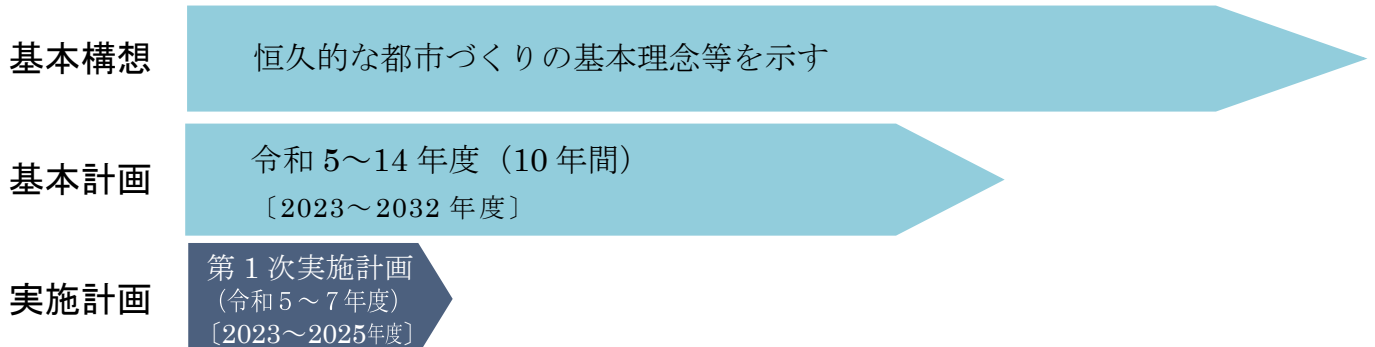 基本構想
恒久的な都市づくりの基本理念等を示す
基本計画
令和 5～14 年度（10 年間）
〔2023～2032 年度〕
実施計画
第１次実施計画
（令和５～７年度）
〔2023～2025年度〕